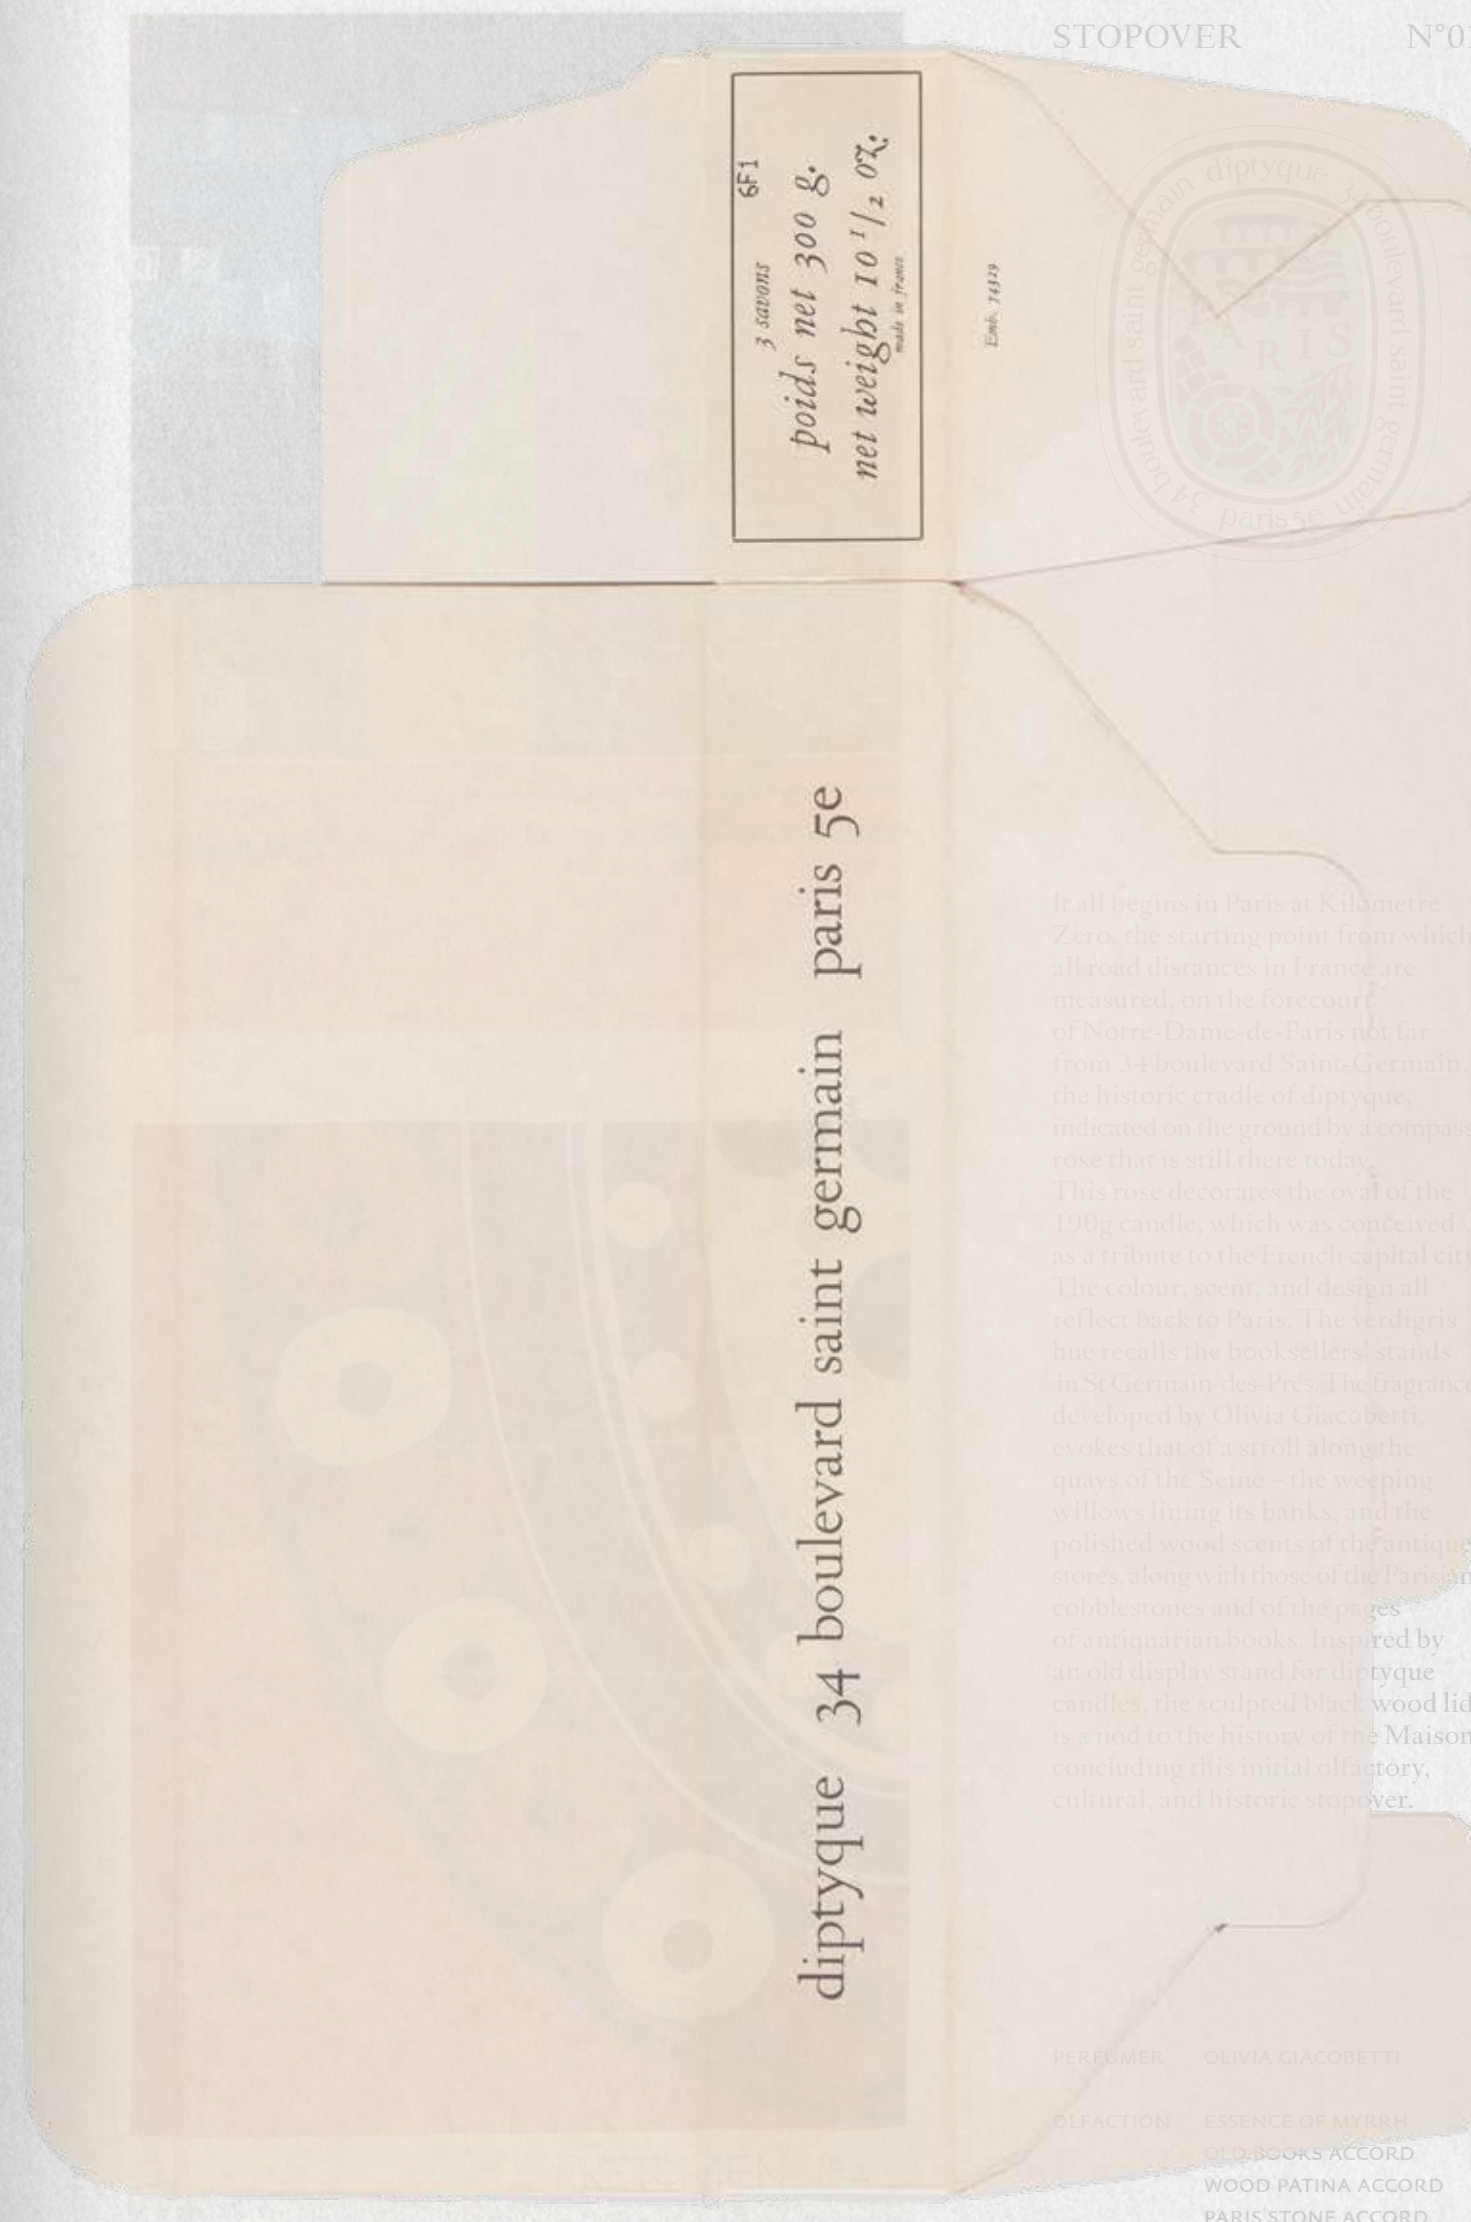 STOPOVER
6F1
3 savons
poids net 300 g.
net weight 10 1/2 oz.
made in france
diptyque 34 boulevard saint germain paris 5e
diptyque 34 boulevard saint germain paris 5e 34 boulevard saint germain
PARIS
It all begins in Paris at Kilometre
Zero, the starting point from which
all road distances in France are
measured, on the forecourt
of Notre-Dame-de-Paris not far
from 34 boulevard Saint-Germain,
the historic cradle of diptyque,
indicated on the ground by a compass
rose that is still there today.
This rose decorates the oval of the
190g candle, which was conceived
as a tribute to the French capital city
The colour, scent, and design all
reflect back to Paris. The verdigris
hue recalls the booksellers' stands
in St Germain-des-Prés. The fragrance
developed by Olivia Giacobetti,
evokes that of a stroll along the
quays of the Seine – the weeping
willows lining its banks, and the
polished wood scents of the antique
stores, along with those of the Parisian
cobblestones and of the pages
of antiquarian books. Inspired by
an old display stand for diptyque
candles, the sculpted black wood lid
is a nod to the history of the Maison
concluding this initial olfactory,
cultural, and historic stopover.
PERFUMER OLIVIA GIACOBETTI
OLFACTION ESSENCE OF MYRRH
OLD BOOKS ACCORD
WOOD PATINA ACCORD
PARIS STONE ACCORD